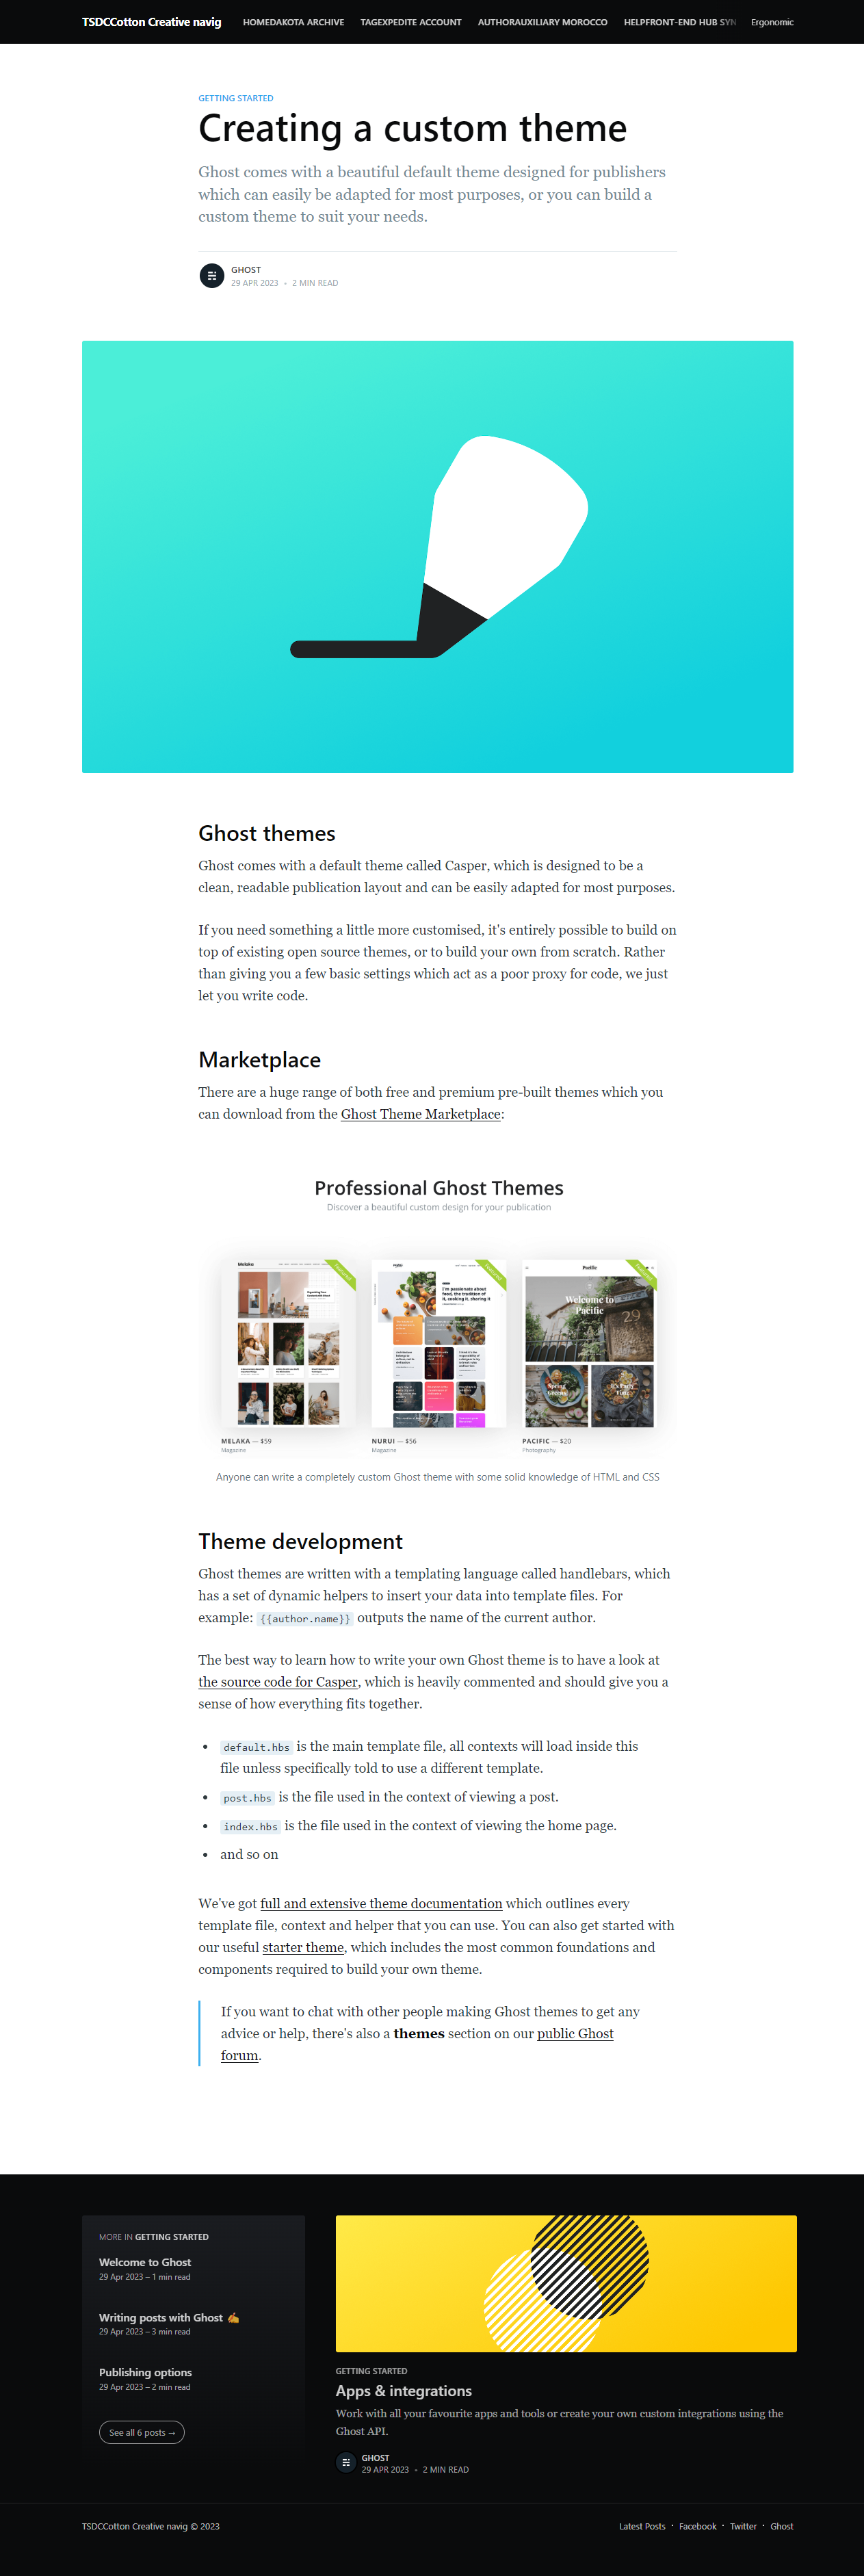 TSDCCotton Creative navig HOMEDAKOTA ARCHIVE TAGEXPEDITE ACCOUNT AUTHORAUXILIARY MOROCCO HELPFRONT-END HUB SYN Ergonomic
GETTING STARTED
Creating a custom theme
Ghost comes with a beautiful default theme designed for publishers
which can easily be adapted for most purposes, or you can build a
custom theme to suit your needs.
GHOST
29 APR 2023 • 2 MIN READ
Ghost themes
Ghost comes with a default theme called Casper, which is designed to be a
clean, readable publication layout and can be easily adapted for most purposes.
If you need something a little more customised, it's entirely possible to build on
top of existing open source themes, or to build your own from scratch. Rather
than giving you a few basic settings which act as a poor proxy for code, we just
let you write code.
Marketplace
There are a huge range of both free and premium pre-built themes which you
can download from the Ghost Theme Marketplace:
Professional Ghost Themes
Discover a beautiful custom design for your publication
Melaka
I'm passionate about
food, the tradition of
it, cooking it, sharing it
Pacific
Welcome to
Pacific
MELAKA — $59
Magazine
NURUI — $56
Magazine
PACIFIC — $20
Photography
Anyone can write a completely custom Ghost theme with some solid knowledge of HTML and CSS
Theme development
Ghost themes are written with a templating language called handlebars, which
has a set of dynamic helpers to insert your data into template files. For
example: {{author.name}} outputs the name of the current author.
The best way to learn how to write your own Ghost theme is to have a look at
the source code for Casper, which is heavily commented and should give you a
sense of how everything fits together.
• default.hbs is the main template file, all contexts will load inside this
file unless specifically told to use a different template.
• post.hbs is the file used in the context of viewing a post.
• index.hbs is the file used in the context of viewing the home page.
• and so on
We've got full and extensive theme documentation which outlines every
template file, context and helper that you can use. You can also get started with
our useful starter theme, which includes the most common foundations and
components required to build your own theme.
If you want to chat with other people making Ghost themes to get any
advice or help, there's also a themes section on our public Ghost
forum.
MORE IN GETTING STARTED
Welcome to Ghost
29 Apr 2023 – 1 min read
Writing posts with Ghost ✍️
29 Apr 2023 – 3 min read
Publishing options
29 Apr 2023 – 2 min read
See all 6 posts →
GETTING STARTED
Apps & integrations
Work with all your favourite apps and tools or create your own custom integrations using the
Ghost API.
GHOST
29 APR 2023 • 2 MIN READ
TSDCCotton Creative navig © 2023
Latest Posts • Facebook • Twitter • Ghost